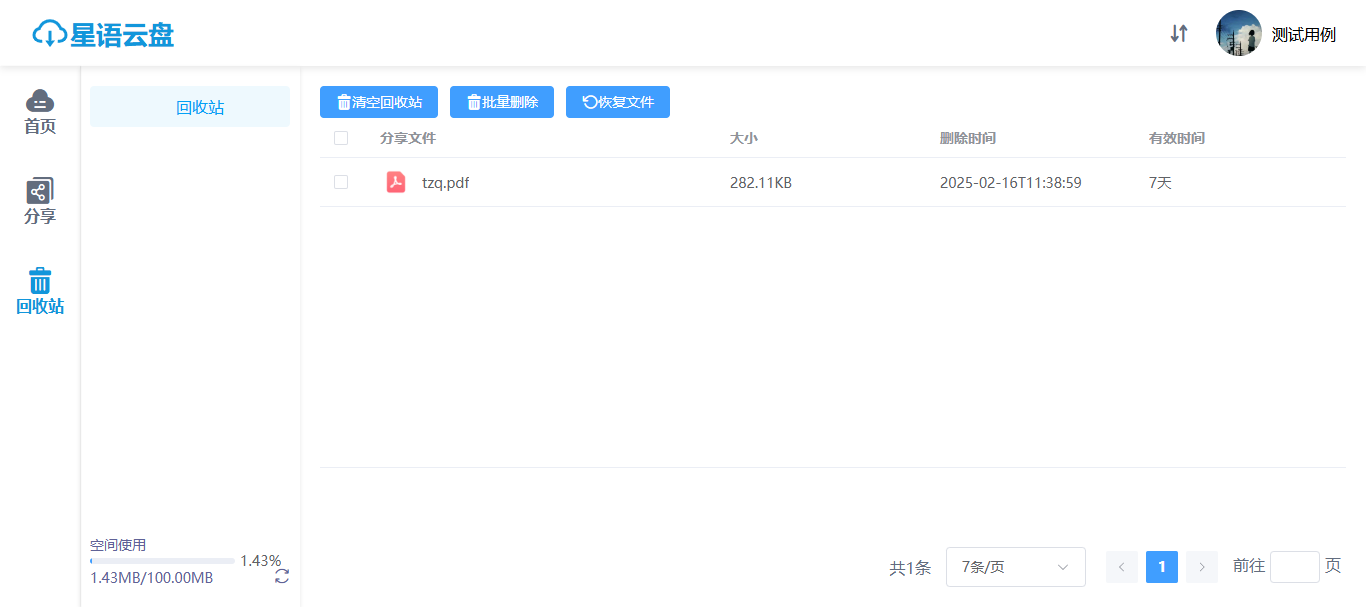 星语云盘
测试用例
首页
分享
回收站
回收站
清空回收站 批量删除 恢复文件
分享文件 大小 删除时间 有效时间
tzq.pdf 282.11KB 2025-02-16T11:38:59 7天
空间使用
1.43%
1.43MB/100.00MB
共1条 7条/页 1 前往 页